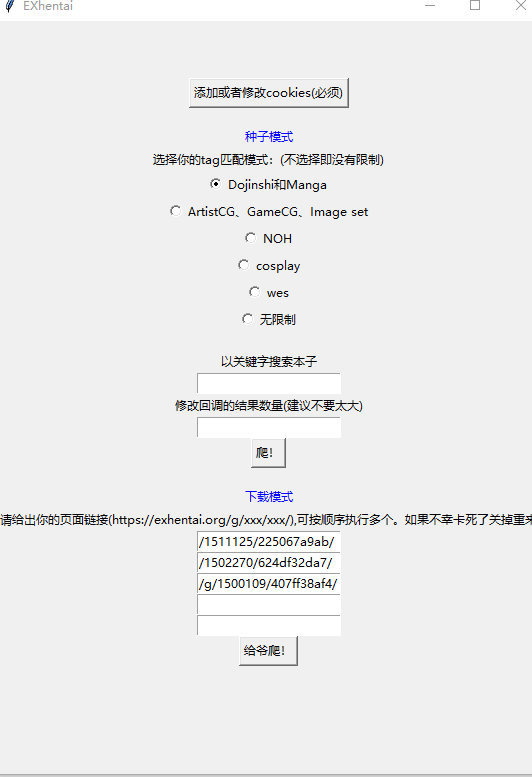 EXhentai
添加或者修改cookies(必须)
种子模式
选择你的tag匹配模式：(不选择即没有限制)
Dojinshi和Manga
ArtistCG、GameCG、Image set
NOH
cosplay
wes
无限制
以关键字搜索本子
修改回调的结果数量(建议不要太大)
爬！
下载模式
请给出你的页面链接(https://exhentai.org/g/xxx/xxx/),可按顺序执行多个。如果不幸卡死了关掉重来
/1511125/225067a9ab/
/1502270/624df32da7/
/g/1500109/407ff38af4/
给爷爬！